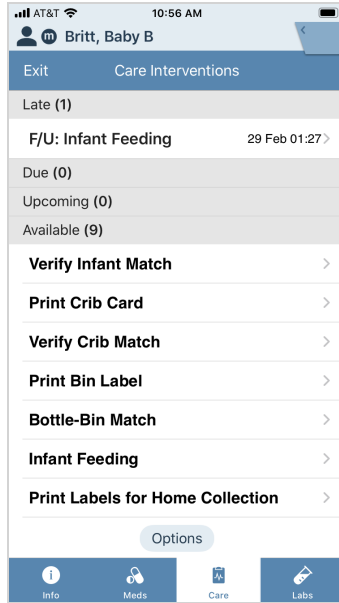 AT&T 10:56 AM
m Britt, Baby B
Exit Care Interventions
Late (1)
F/U: Infant Feeding 29 Feb 01:27
Due (0)
Upcoming (0)
Available (9)
Verify Infant Match
Print Crib Card
Verify Crib Match
Print Bin Label
Bottle-Bin Match
Infant Feeding
Print Labels for Home Collection
Options
Info Meds Care Labs